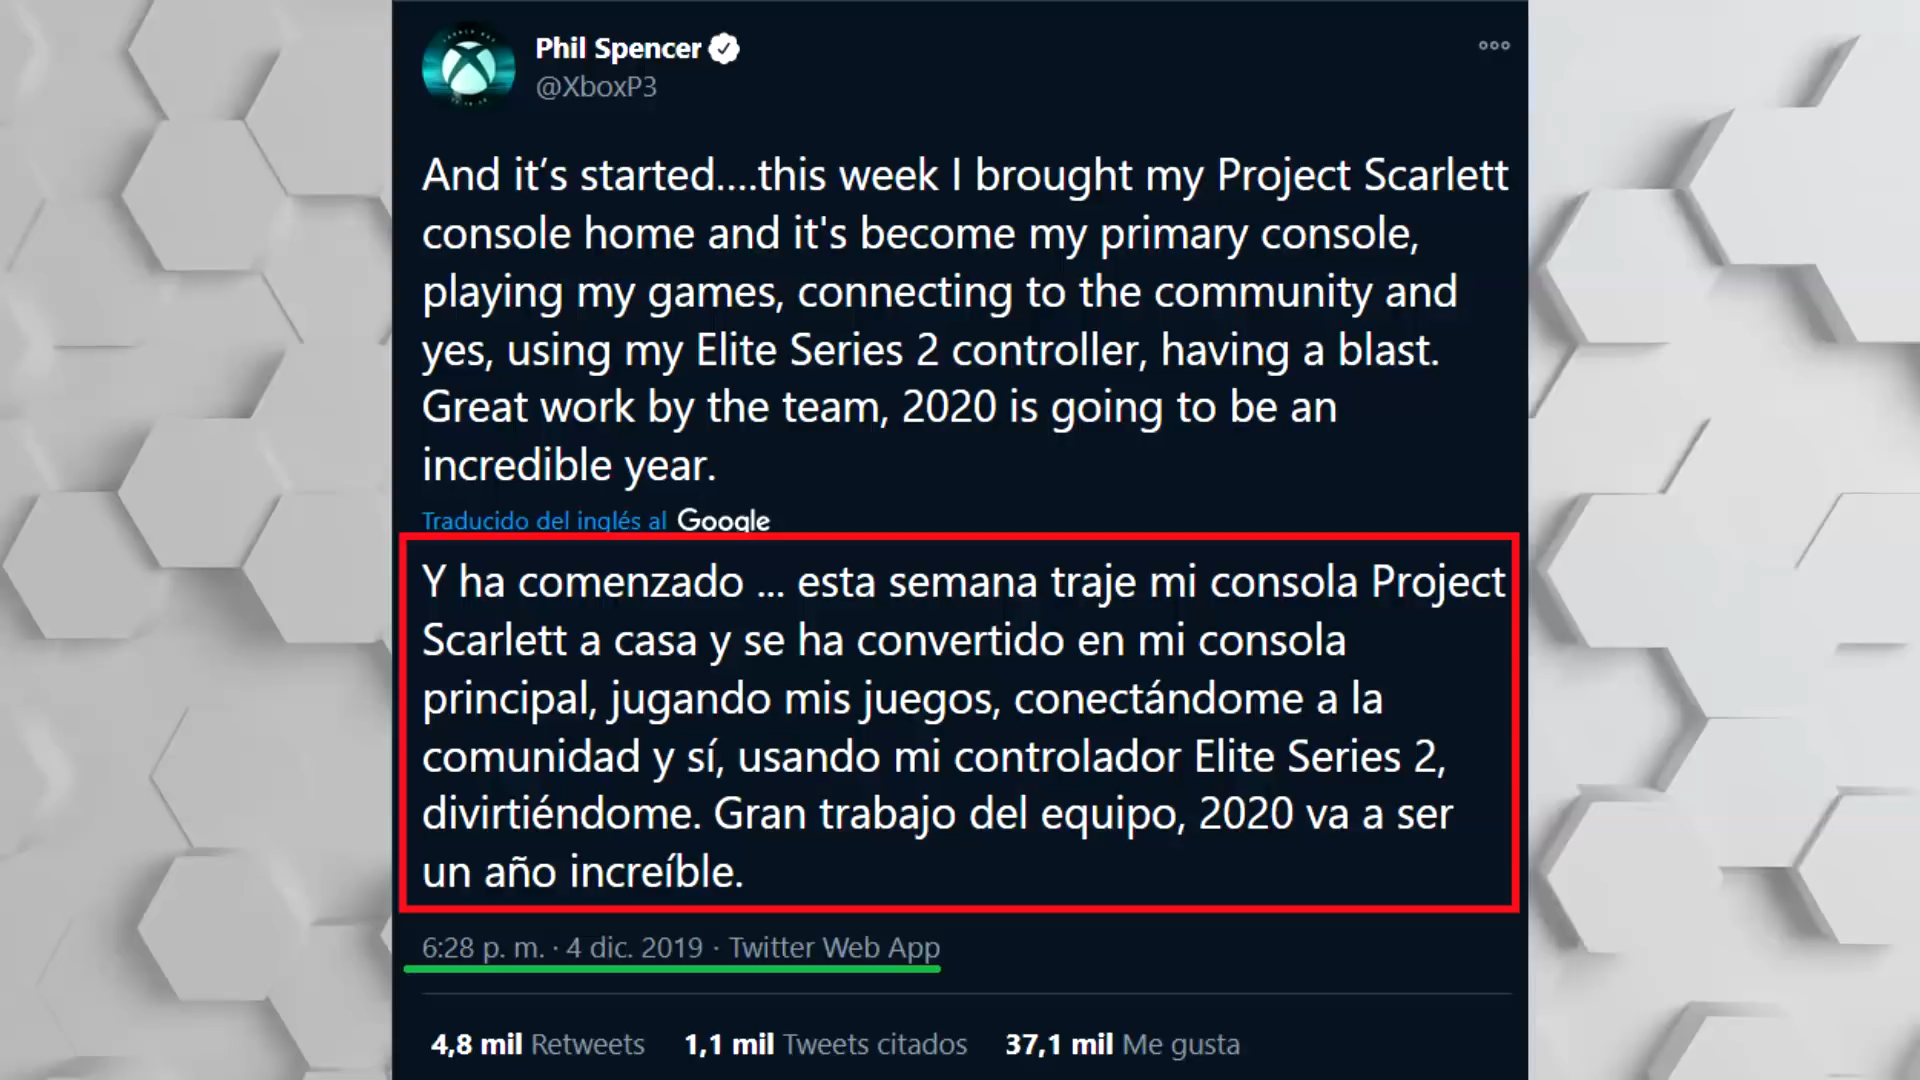 Phil Spencer
@XboxP3
And it’s started....this week I brought my Project Scarlett
console home and it's become my primary console,
playing my games, connecting to the community and
yes, using my Elite Series 2 controller, having a blast.
Great work by the team, 2020 is going to be an
incredible year.
Traducido del inglés al Google
Y ha comenzado ... esta semana traje mi consola Project
Scarlett a casa y se ha convertido en mi consola
principal, jugando mis juegos, conectándome a la
comunidad y sí, usando mi controlador Elite Series 2,
divirtiéndome. Gran trabajo del equipo, 2020 va a ser
un año increíble.
6:28 p. m. · 4 dic. 2019 · Twitter Web App
4,8 mil Retweets 1,1 mil Tweets citados 37,1 mil Me gusta